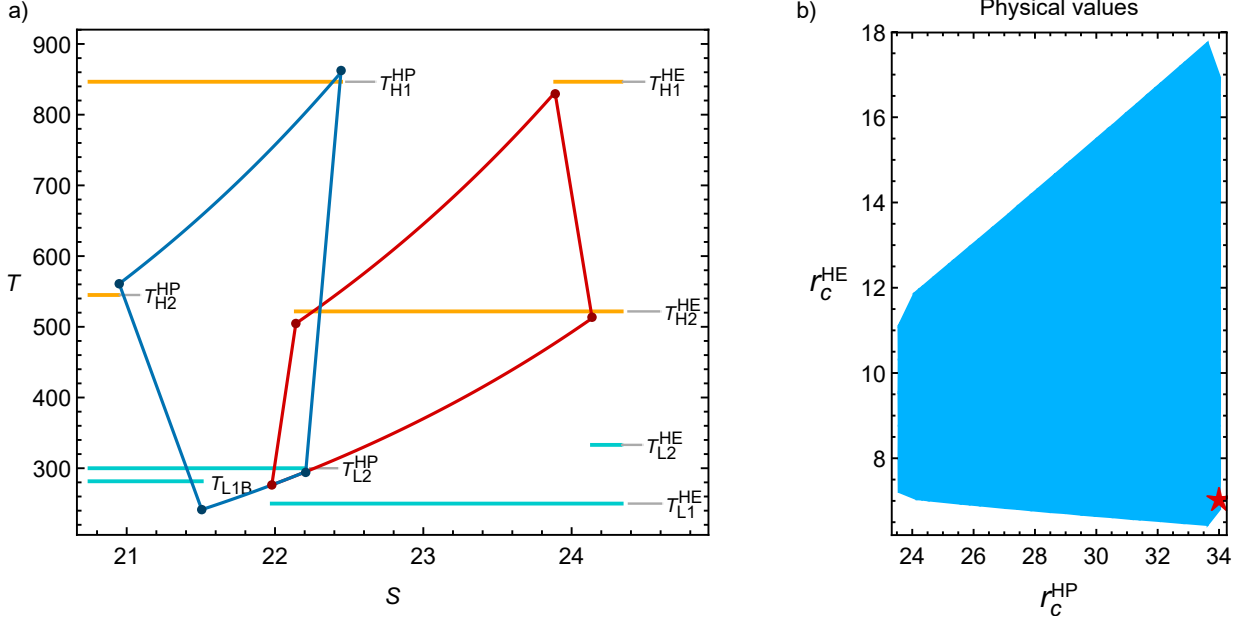 a)
900
800
700
600
500
400
300
T
21
22
23
24
S
T_H1^HP
T_H1^HE
T_H2^HP
T_H2^HE
T_L2^HE
T_L2^HP
T_L1B
T_L1^HE
b)
Physical values
18
16
14
12
10
8
r_c^HE
24
26
28
30
32
34
r_c^HP